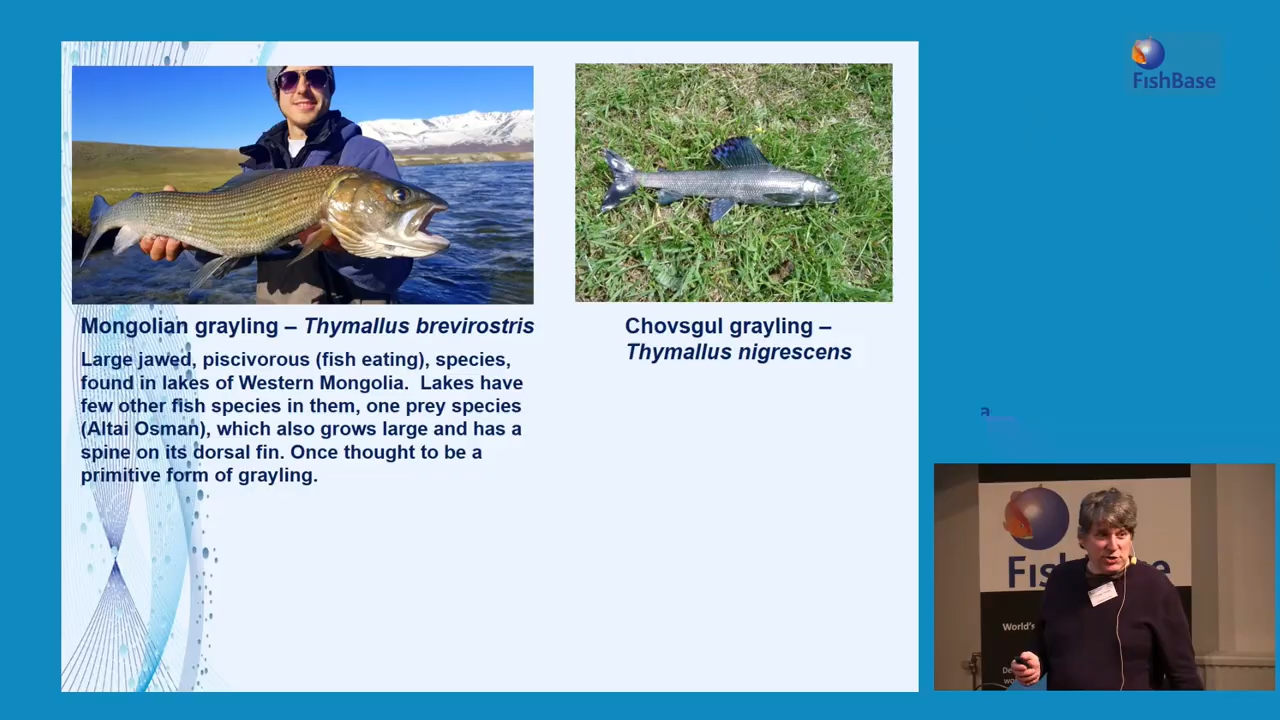 FishBase
Mongolian grayling – Thymallus brevirostris
Large jawed, piscivorous (fish eating), species,
found in lakes of Western Mongolia.  Lakes have
few other fish species in them, one prey species
(Altai Osman), which also grows large and has a
spine on its dorsal fin. Once thought to be a
primitive form of grayling.
Chovsgul grayling –
Thymallus nigrescens
a
World's